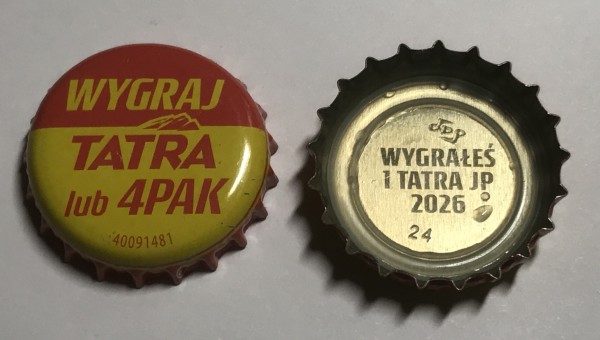 WYGRAJ
TATRA
lub 4PAK
40091481
WYGRAŁEŚ
1 TATRA JP
2026
24